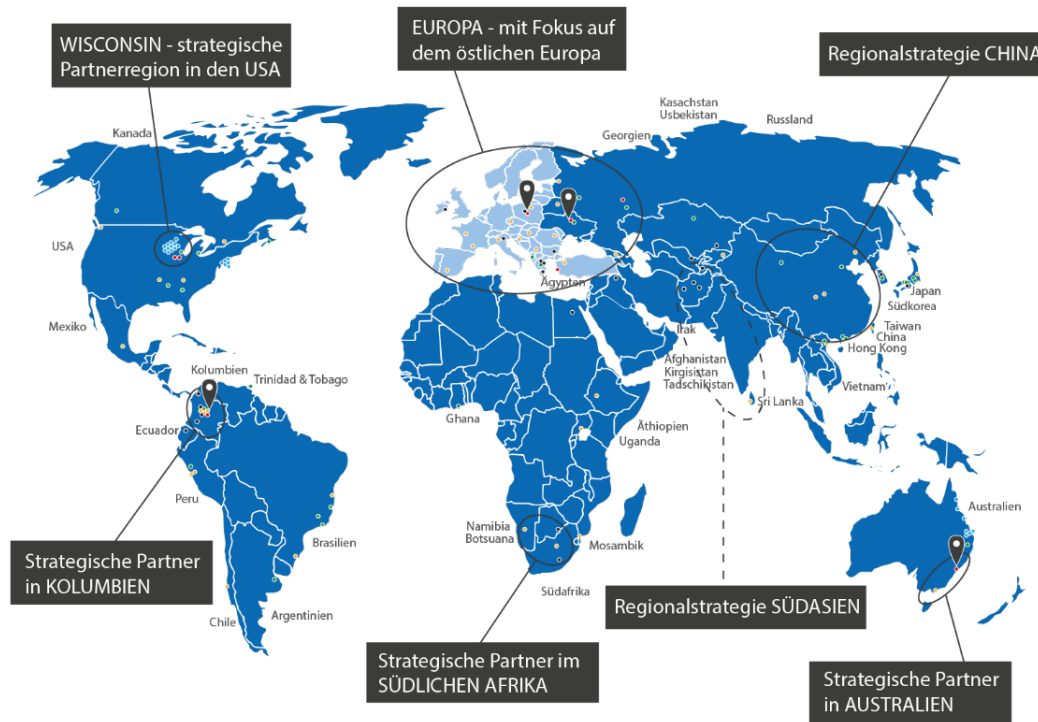 WISCONSIN - strategische
Partnerregion in den USA
EUROPA - mit Fokus auf
dem östlichen Europa
Regionalstrategie CHINA
Kanada
Kasachstan
Usbekistan
Russland
Georgien
USA
Ägypten
Japan
Südkorea
Mexiko
Irak
Taiwan
China
Hong Kong
Afghanistan
Kirgisistan
Tadschikistan
Kolumbien
Trinidad & Tobago
Vietnam
Sri Lanka
Ghana
Äthiopien
Uganda
Ecuador
Peru
Namibia
Botsuana
Australien
Brasilien
Mosambik
Strategische Partner
in KOLUMBIEN
Südafrika
Regionalstrategie SÜDASIEN
Argentinien
Chile
Strategische Partner im
SÜDLICHEN AFRIKA
Strategische Partner
in AUSTRALIEN